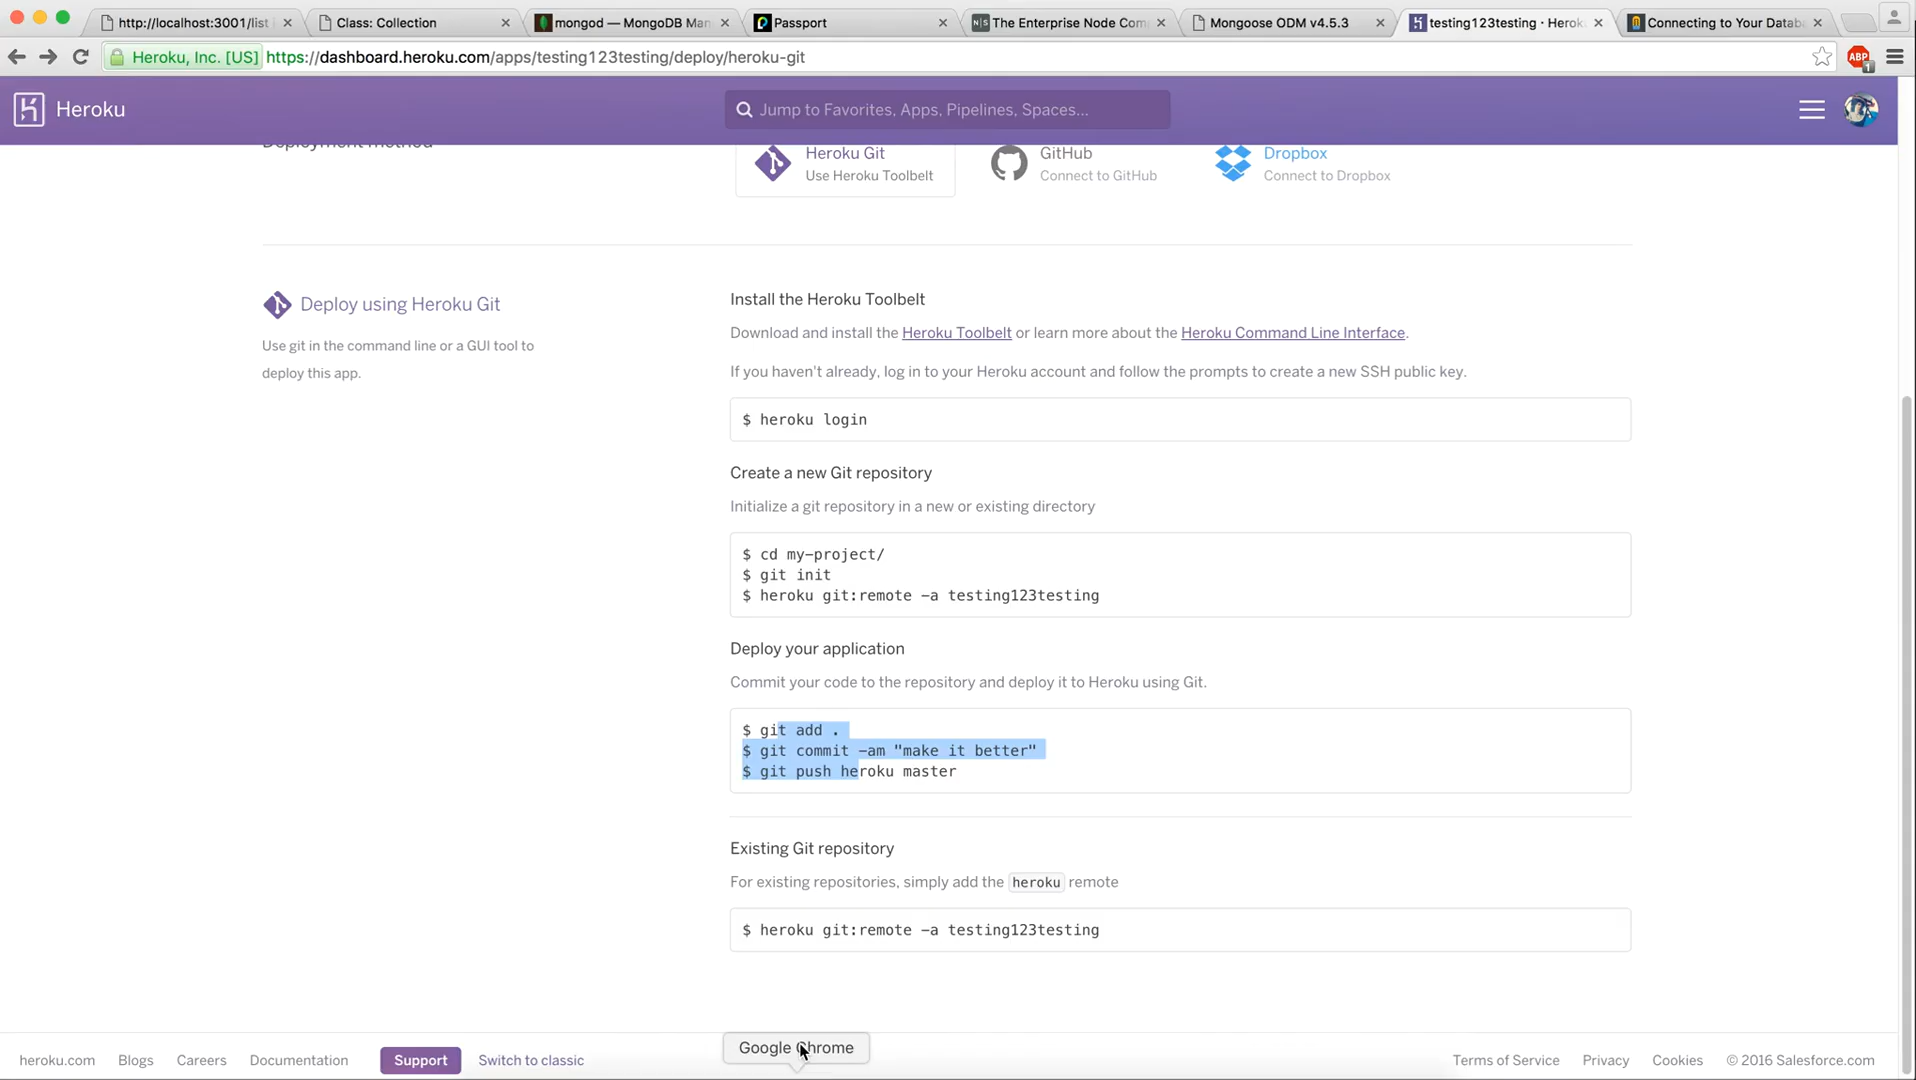 http://localhost:3001/list
Class: Collection
mongod — MongoDB Man
Passport
The Enterprise Node Com
Mongoose ODM v4.5.3
testing123testing · Heroku
Connecting to Your Datab
Heroku, Inc. [US] https://dashboard.heroku.com/apps/testing123testing/deploy/heroku-git
ABP
1
Heroku
Jump to Favorites, Apps, Pipelines, Spaces...
Deployment method
Heroku Git
Use Heroku Toolbelt
GitHub
Connect to GitHub
Dropbox
Connect to Dropbox
Deploy using Heroku Git
Use git in the command line or a GUI tool to
deploy this app.
Install the Heroku Toolbelt
Download and install the Heroku Toolbelt or learn more about the Heroku Command Line Interface.
If you haven't already, log in to your Heroku account and follow the prompts to create a new SSH public key.
$ heroku login
Create a new Git repository
Initialize a git repository in a new or existing directory
$ cd my-project/
$ git init
$ heroku git:remote -a testing123testing
Deploy your application
Commit your code to the repository and deploy it to Heroku using Git.
$ git add .
$ git commit -am "make it better"
$ git push heroku master
Existing Git repository
For existing repositories, simply add the heroku remote
$ heroku git:remote -a testing123testing
heroku.com
Blogs
Careers
Documentation
Support
Switch to classic
Google Chrome
Terms of Service
Privacy
Cookies
© 2016 Salesforce.com